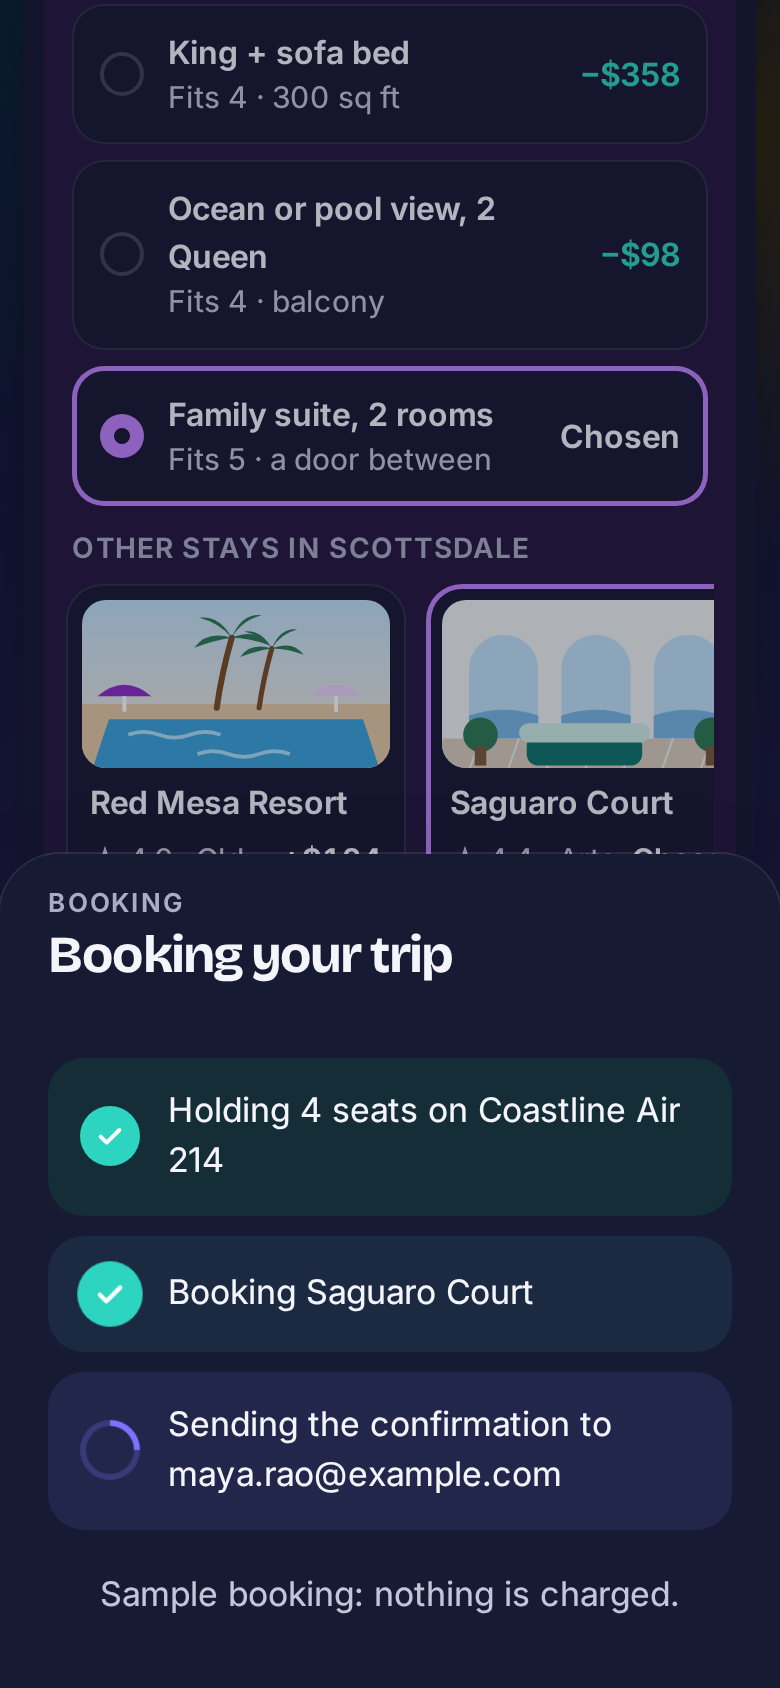 King + sofa bed
Fits 4 · 300 sq ft
−$358
Ocean or pool view, 2
Queen
Fits 4 · balcony
−$98
Family suite, 2 rooms
Fits 5 · a door between
Chosen
OTHER STAYS IN SCOTTSDALE
Red Mesa Resort
Saguaro Court
BOOKING
Booking your trip
Holding 4 seats on Coastline Air
214
Booking Saguaro Court
Sending the confirmation to
maya.rao@example.com
Sample booking: nothing is charged.